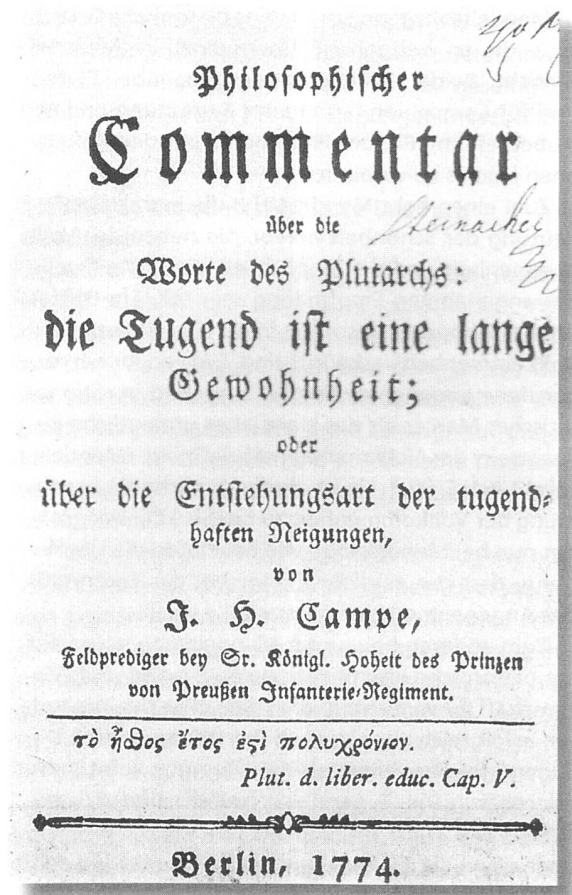 Philosophischer
Commentar
über die
Worte des Plutarchs:
die Tugend ist eine lange
Gewohnheit;
oder
über die Entstehungsart der tugend-
haften Neigungen,
von
J. H. Campe,
Feldprediger bey Sr. Königl. Hoheit des Prinzen
von Preußen Infanterie-Regiment.
τὸ ἦθος ἔτος ἐςὶ πολυχρόνιον.
Plut. d. liber. educ. Cap. V.
Berlin, 1774.